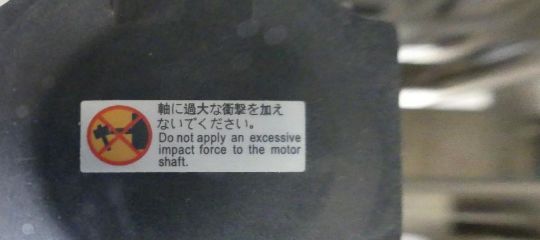 軸に過大な衝撃を加え
ないでください。
Do not apply an excessive
impact force to the motor
shaft.